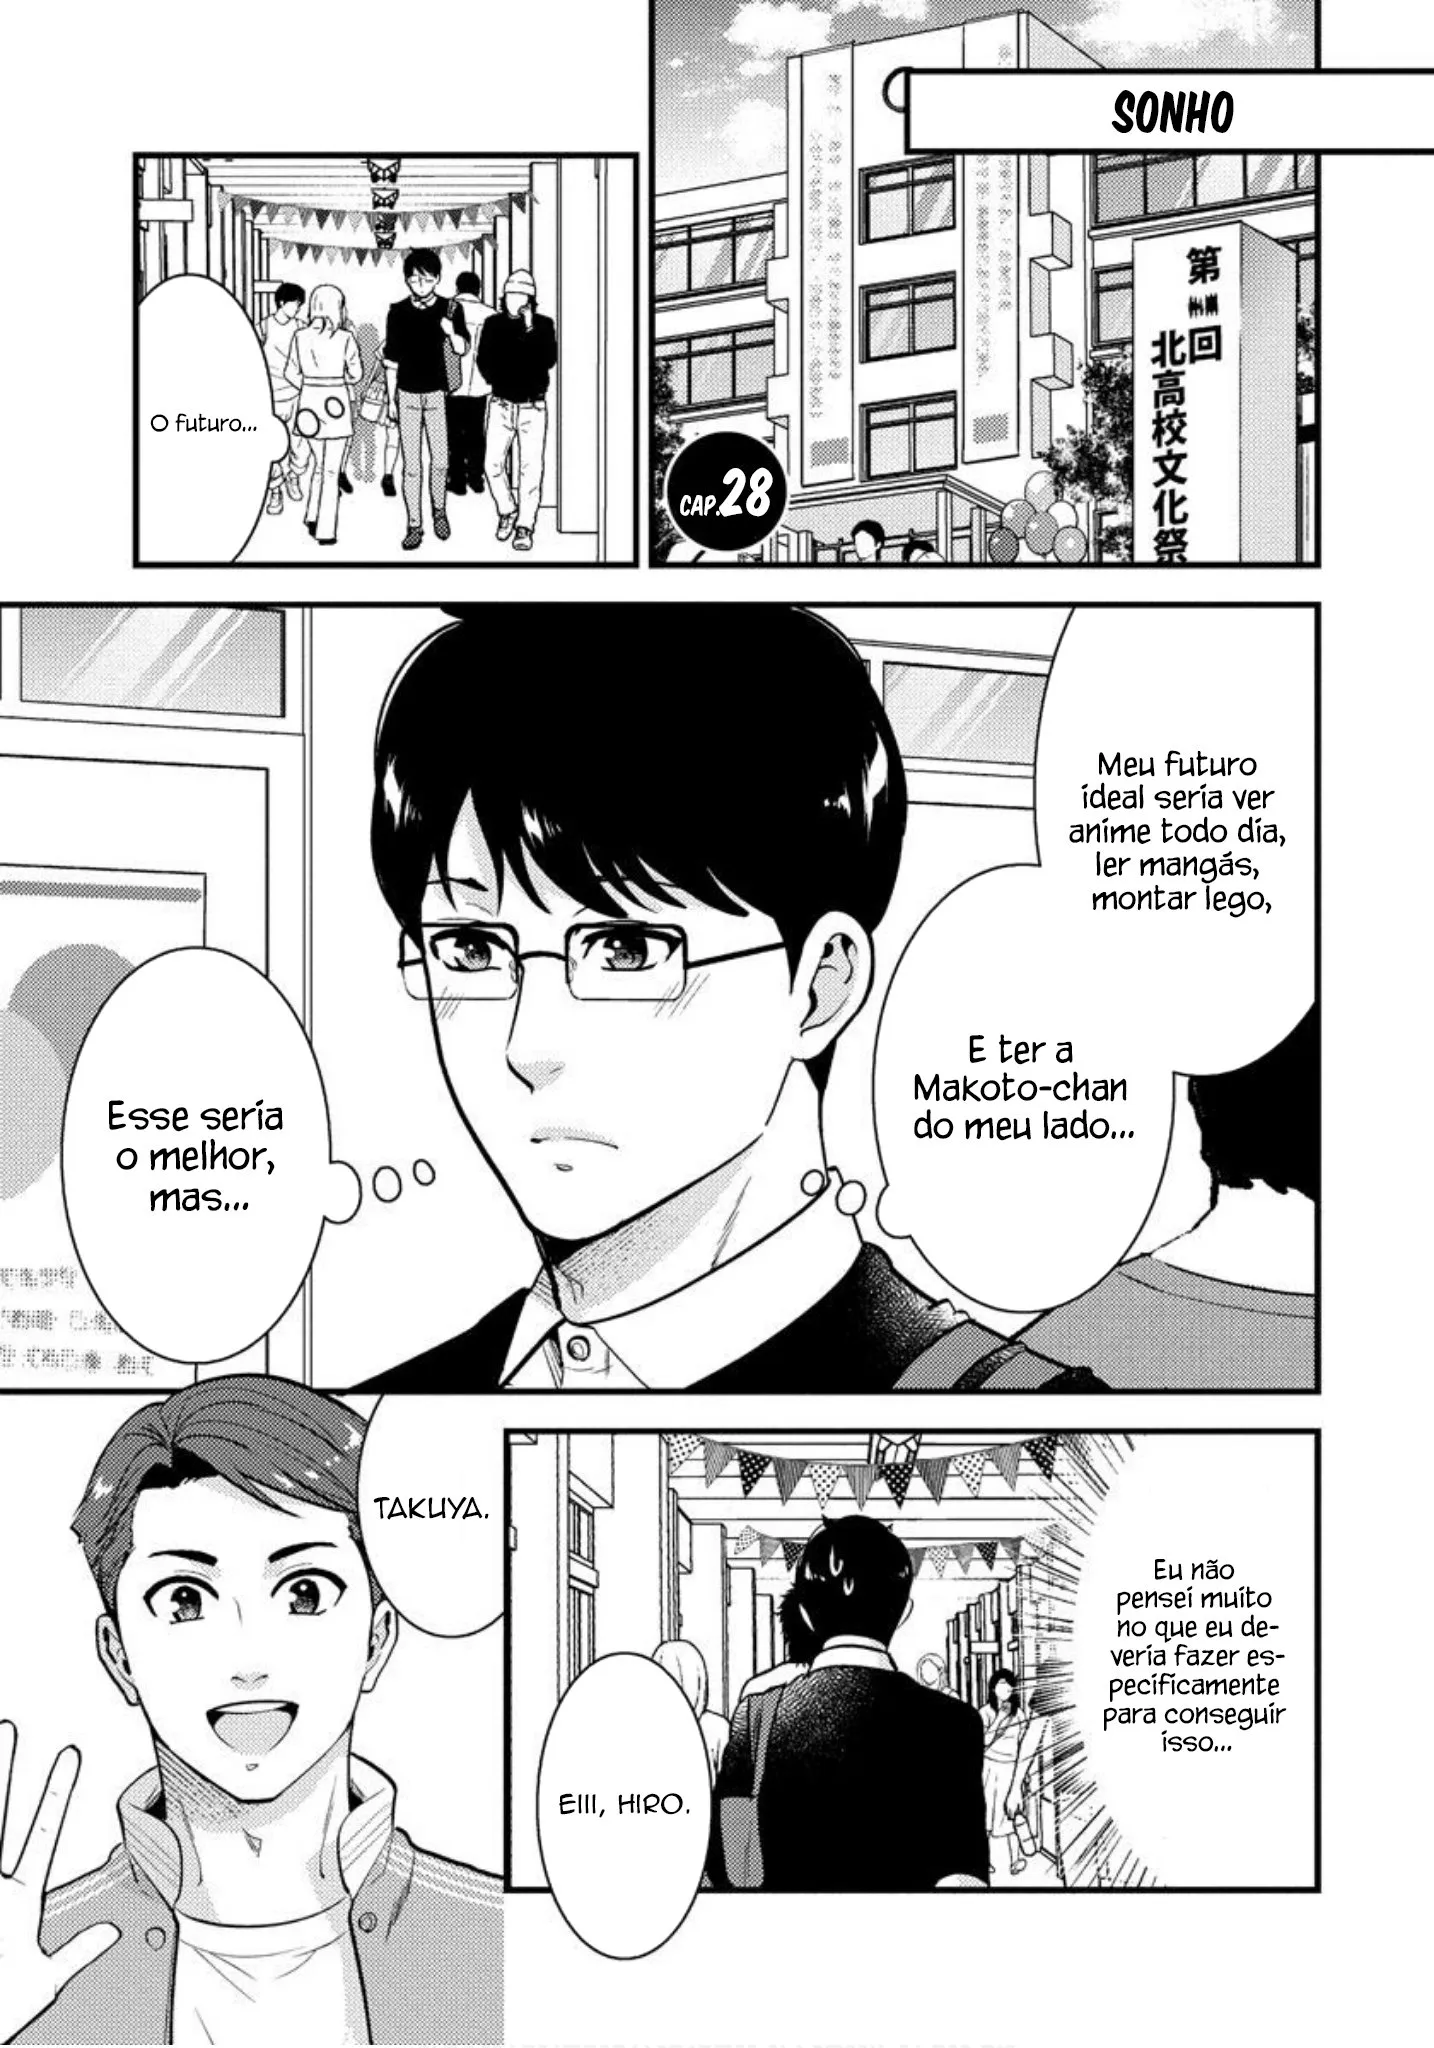 SONHO
第
回
北高校文化祭
CAP.28
O futuro...
Meu futuro
ideal seria ver
anime todo dia,
ler mangás,
montar lego,
E ter a
Makoto-chan
do meu lado...
Esse seria
o melhor,
mas...
Eu não
pensei muito
no que eu de-
veria fazer es-
pecificamente
para conseguir
isso...
EIII, HIRO.
TAKUYA.